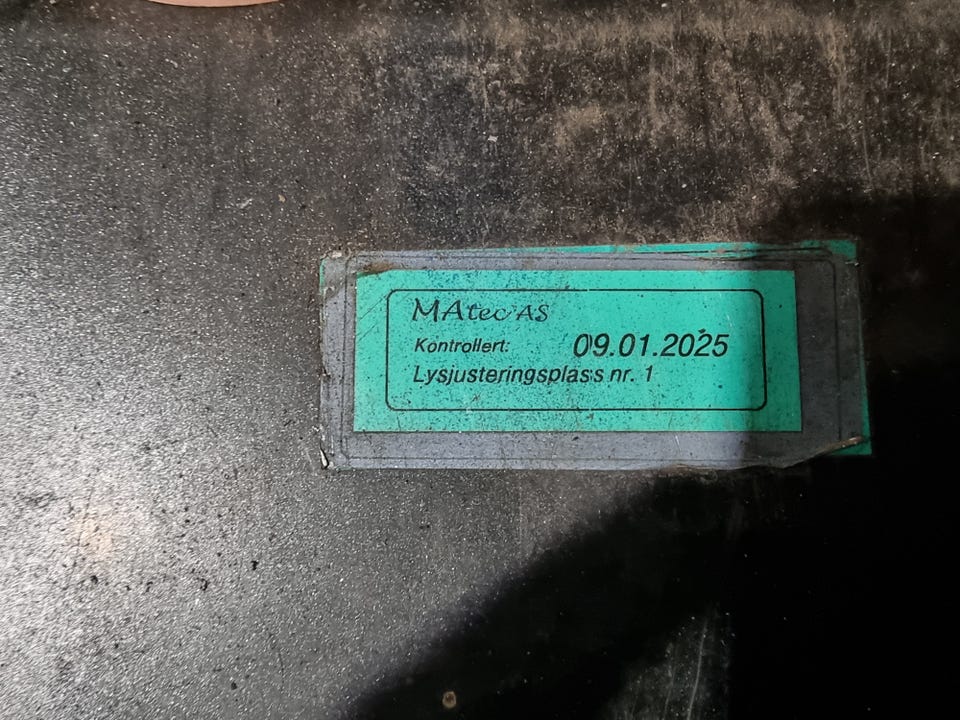 MAtec AS
Kontrollert: 09.01.2025
Lysjusteringsplass nr. 1